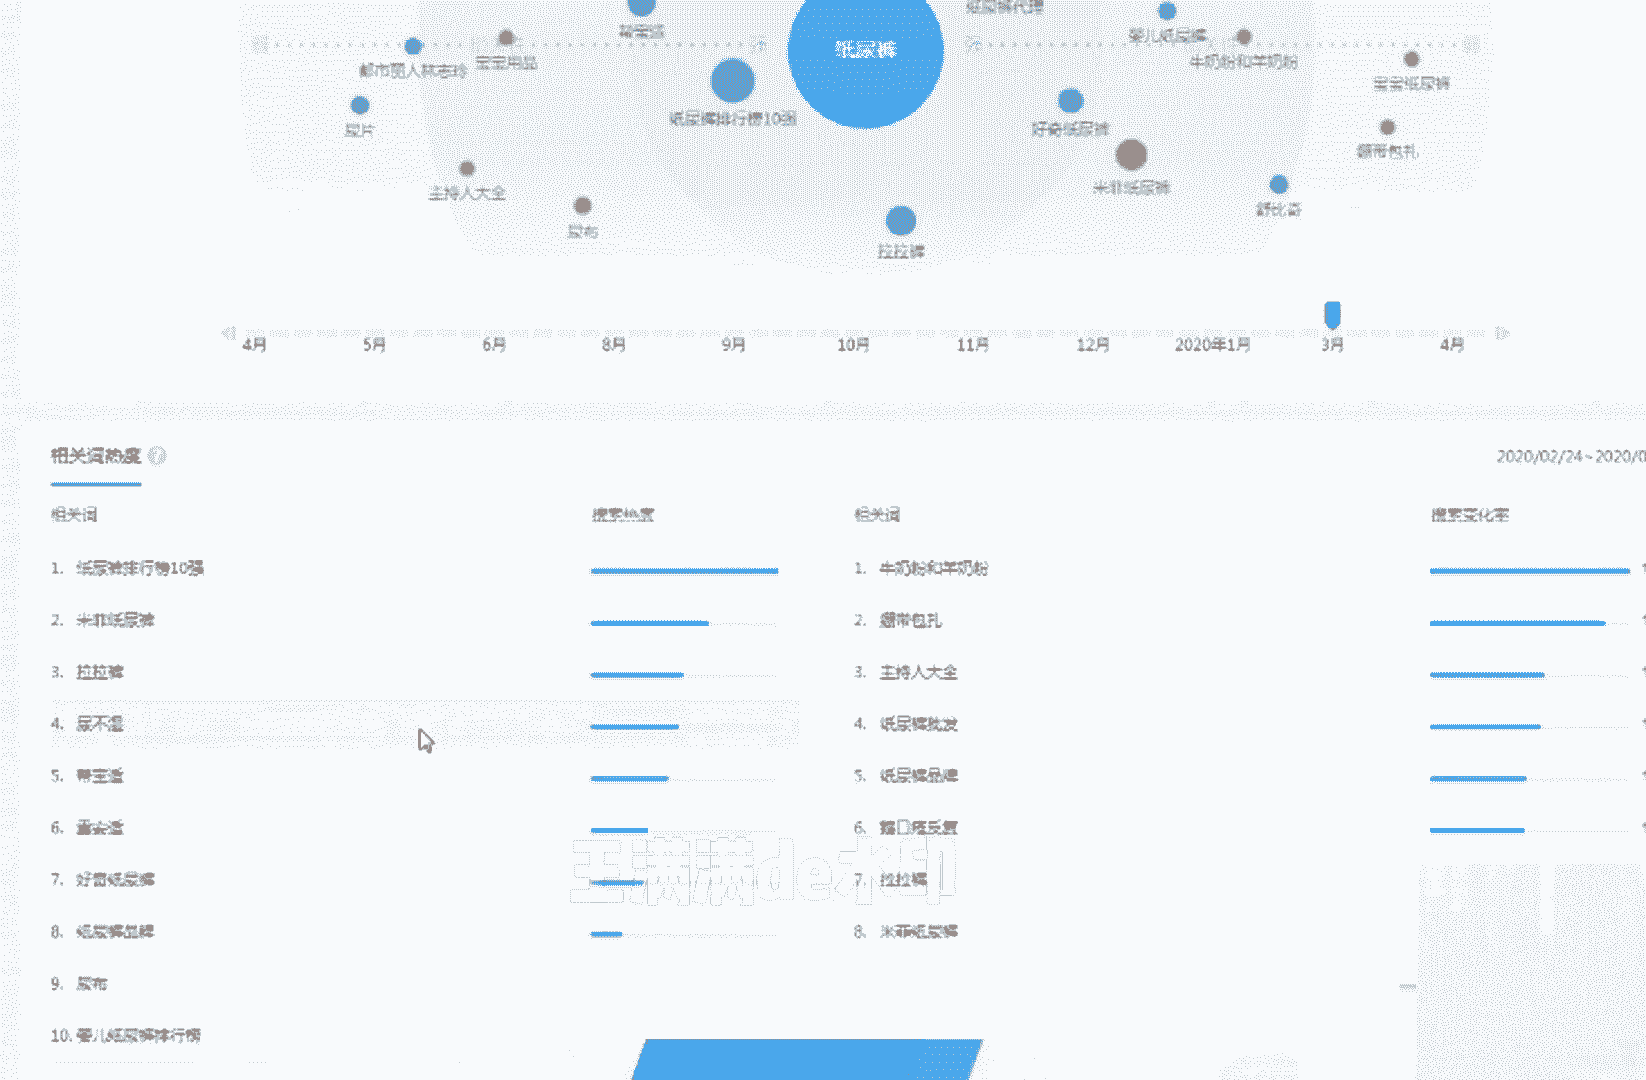 纸尿裤代理
帮宝适
婴儿纸尿裤
纸尿裤
都市丽人林志玲
宝宝用品
牛奶粉和羊奶粉
宝宝纸尿裤
纸尿裤排行榜10强
尿片
好奇纸尿裤
绷带包扎
主持人大全
米菲纸尿裤
舒比奇
尿布
拉拉裤
4月 5月 6月 8月 9月 10月 11月 12月 2020年1月 3月 4月
相关词热度
2020/02/24~2020/0
相关词 搜索热度 相关词 搜索变化率
1. 纸尿裤排行榜10强 1. 牛奶粉和羊奶粉
2. 米菲纸尿裤 2. 绷带包扎
3. 拉拉裤 3. 主持人大全
4. 尿不湿 4. 纸尿裤批发
5. 帮宝适 5. 纸尿裤品牌
6. 露安适 6.
王满满de水印
7. 好奇纸尿裤 7. 拉拉裤
8. 纸尿裤品牌 8. 米菲纸尿裤
9. 尿布
10. 婴儿纸尿裤排行榜